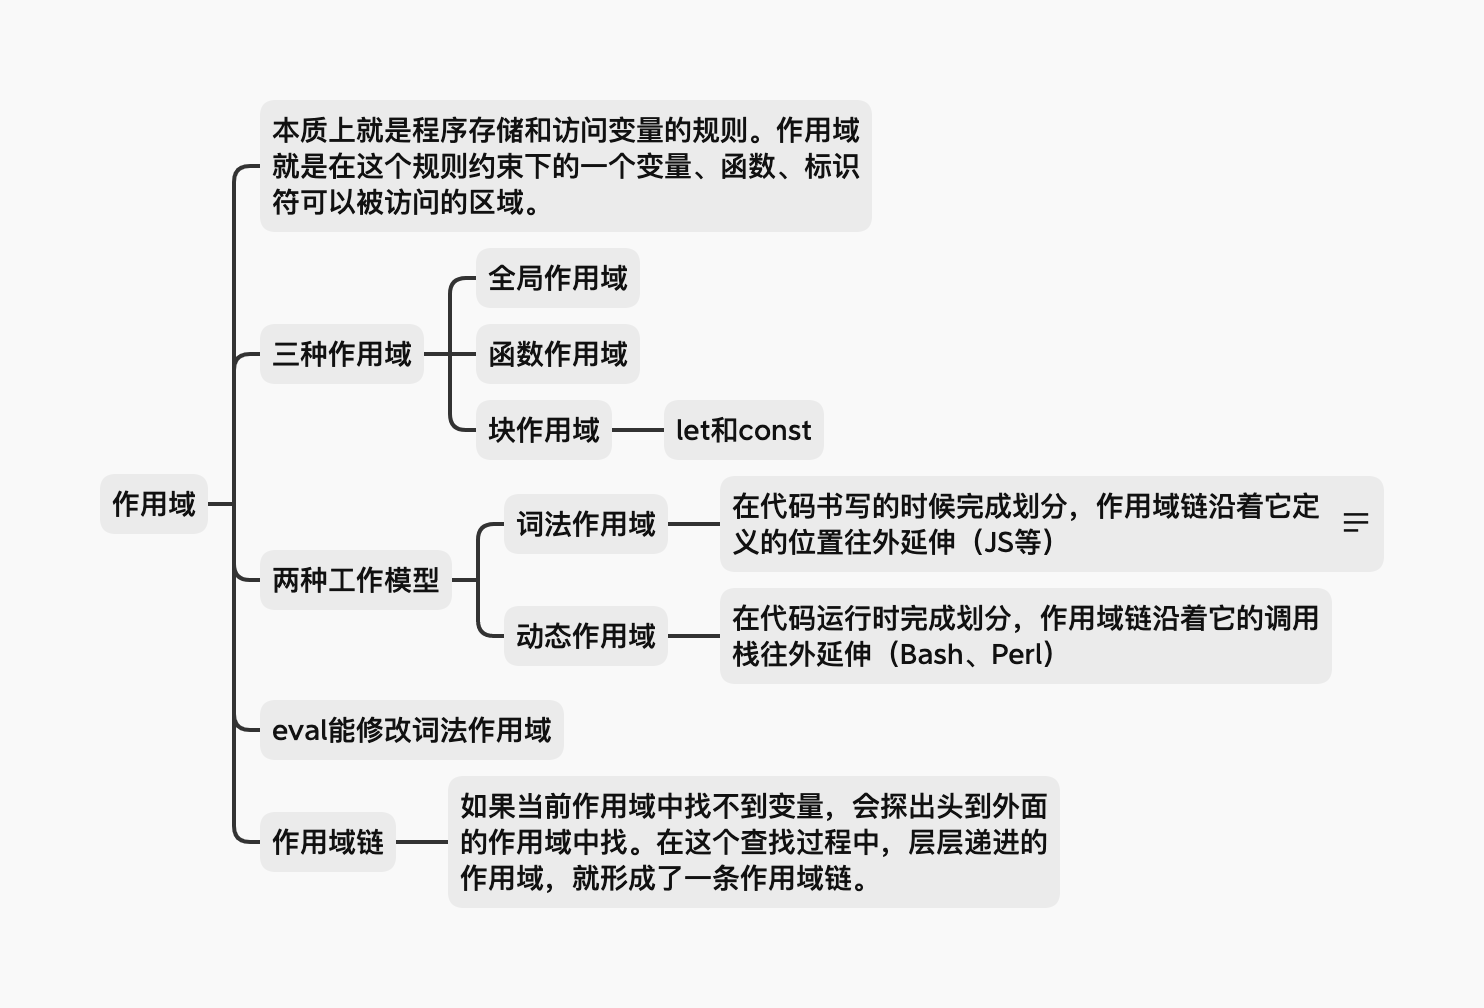 作用域
本质上就是程序存储和访问变量的规则。作用域
就是在这个规则约束下的一个变量、函数、标识
符可以被访问的区域。
三种作用域
全局作用域
函数作用域
块作用域
let和const
两种工作模型
词法作用域
在代码书写的时候完成划分，作用域链沿着它定
义的位置往外延伸（JS等）
动态作用域
在代码运行时完成划分，作用域链沿着它的调用
栈往外延伸（Bash、Perl）
eval能修改词法作用域
作用域链
如果当前作用域中找不到变量，会探出头到外面
的作用域中找。在这个查找过程中，层层递进的
作用域，就形成了一条作用域链。